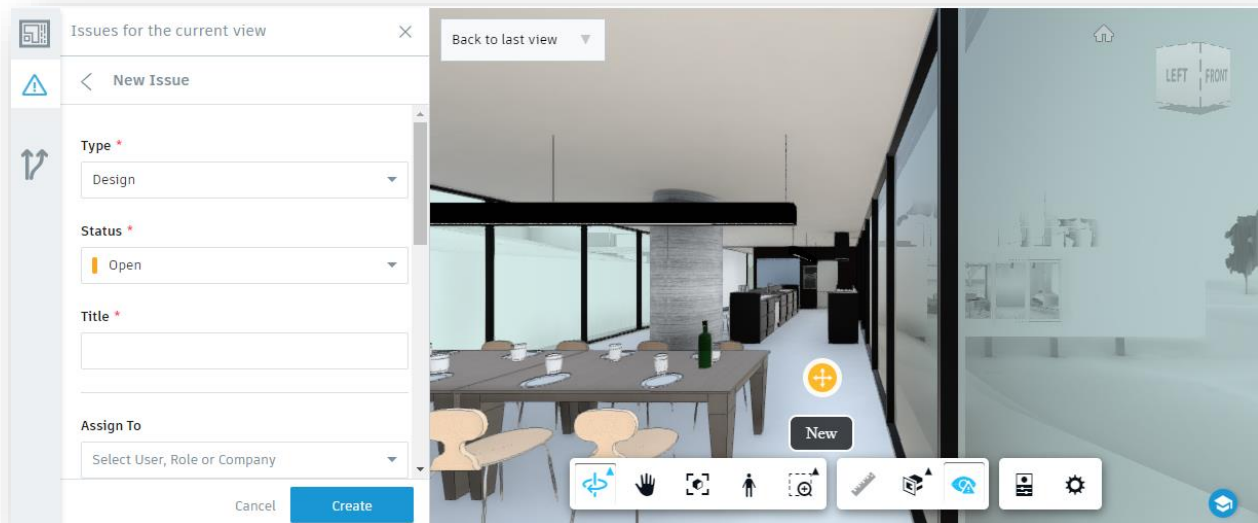 Issues for the current view
New Issue
Type *
Design
Status *
Open
Title *
Assign To
Select User, Role or Company
Cancel
Create
Back to last view
LEFT
FRONT
New